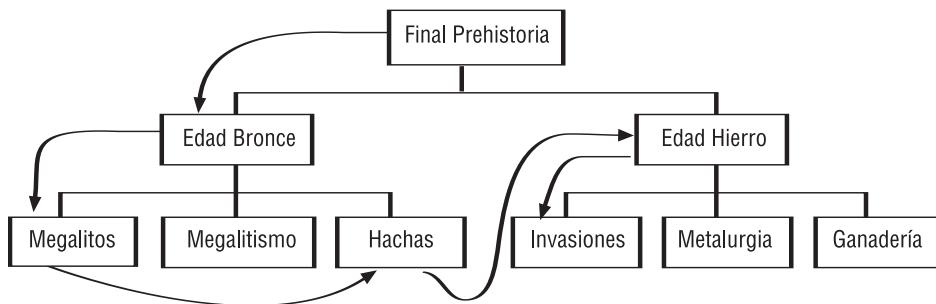 Final Prehistoria
Edad Bronce
Edad Hierro
Megalitos
Megalitismo
Hachas
Invasiones
Metalurgia
Ganadería